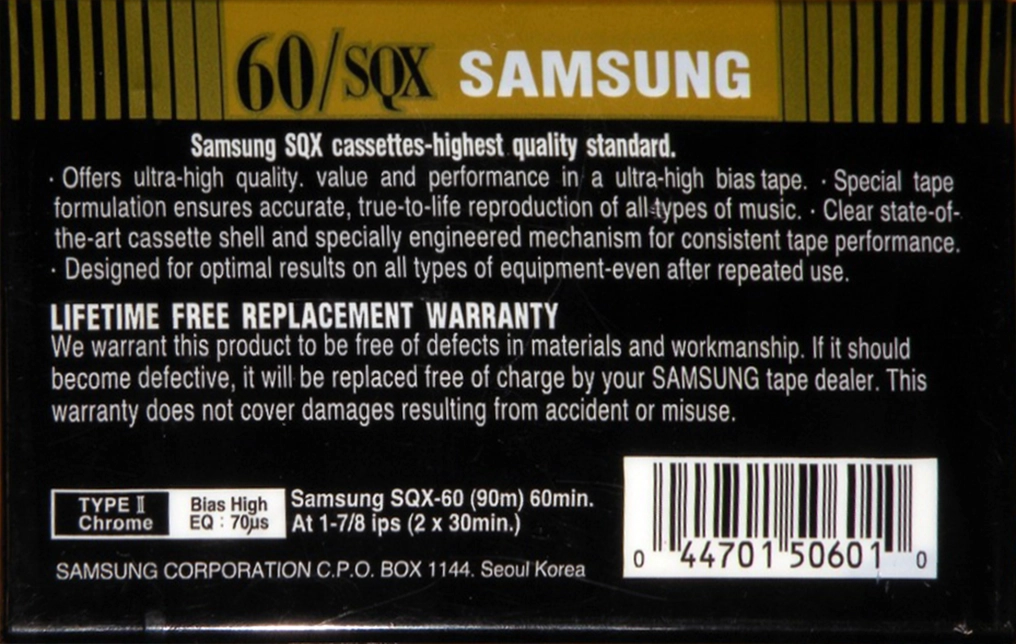 60/SQX SAMSUNG
Samsung SQX cassettes-highest quality standard.
· Offers ultra-high quality. value and performance in a ultra-high bias tape. · Special tape
formulation ensures accurate, true-to-life reproduction of all types of music. · Clear state-of-
the-art cassette shell and specially engineered mechanism for consistent tape performance.
· Designed for optimal results on all types of equipment-even after repeated use.
LIFETIME FREE REPLACEMENT WARRANTY
We warrant this product to be free of defects in materials and workmanship. If it should
become defective, it will be replaced free of charge by your SAMSUNG tape dealer. This
warranty does not cover damages resulting from accident or misuse.
TYPE II
Chrome
Bias High
EQ : 70µs
Samsung SQX-60 (90m) 60min.
At 1-7/8 ips (2 x 30min.)
SAMSUNG CORPORATION C.P.O. BOX 1144. Seoul Korea
0 44701 50601 0